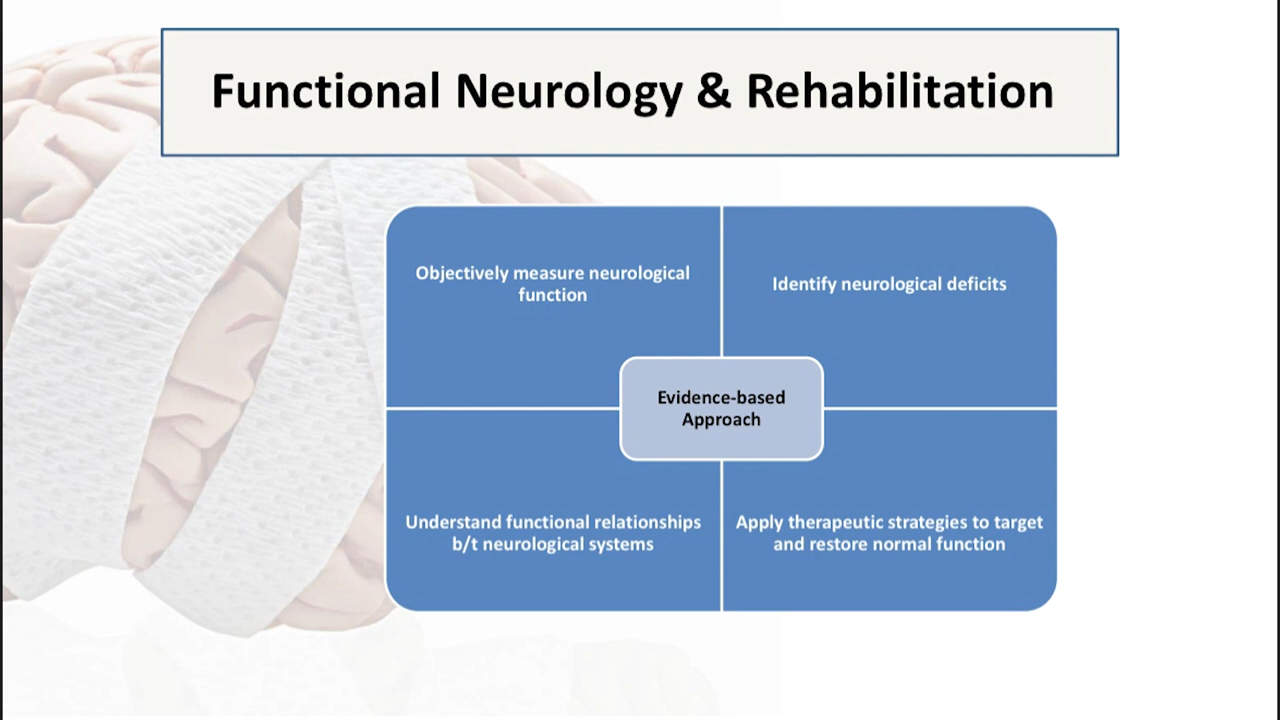 Functional Neurology & Rehabilitation
Objectively measure neurological
function
Identify neurological deficits
Evidence-based
Approach
Understand functional relationships
b/t neurological systems
Apply therapeutic strategies to target
and restore normal function